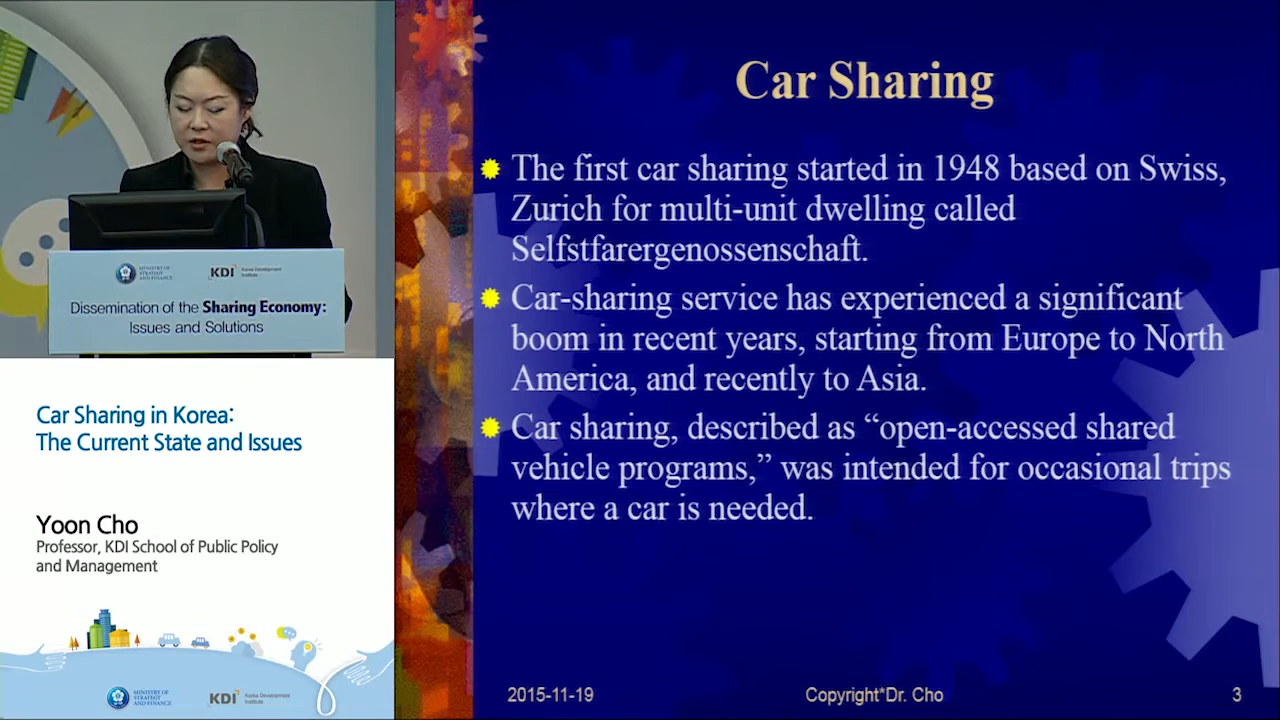 MINISTRY OF
STRATEGY
AND FINANCE
KDI
Korea Development
Institute
Dissemination of the Sharing Economy:
Issues and Solutions
Car Sharing in Korea:
The Current State and Issues
Yoon Cho
Professor, KDI School of Public Policy
and Management
MINISTRY OF
STRATEGY
AND FINANCE
KDI
Korea Development
Institute
Car Sharing
The first car sharing started in 1948 based on Swiss,
Zurich for multi-unit dwelling called
Selfstfarergenossenschaft.
Car-sharing service has experienced a significant
boom in recent years, starting from Europe to North
America, and recently to Asia.
Car sharing, described as “open-accessed shared
vehicle programs,” was intended for occasional trips
where a car is needed.
2015-11-19
Copyright*Dr. Cho
3